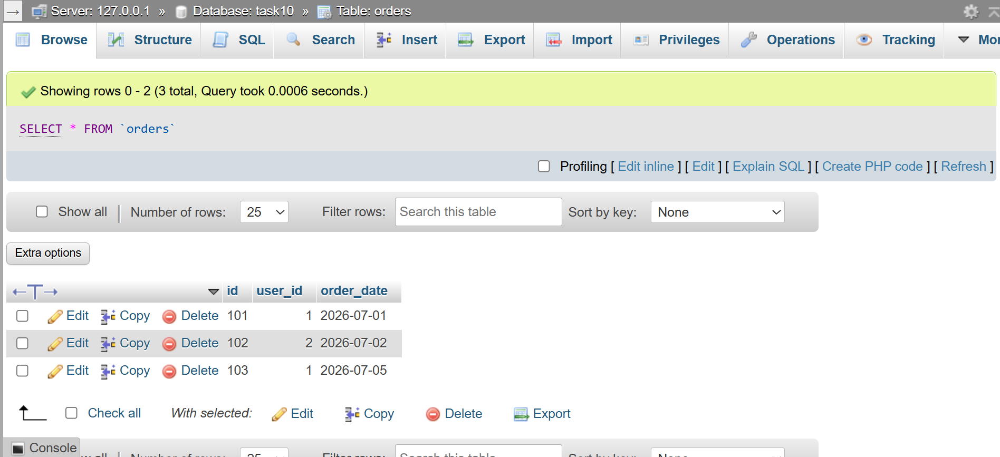 → Server: 127.0.0.1 » Database: task10 » Table: orders
Browse Structure SQL Search Insert Export Import Privileges Operations Tracking Mor
Showing rows 0 - 2 (3 total, Query took 0.0006 seconds.)
SELECT * FROM `orders`
Profiling [ Edit inline ] [ Edit ] [ Explain SQL ] [ Create PHP code ] [ Refresh ]
Show all | Number of rows: 25 Filter rows: Search this table Sort by key: None
Extra options
←T→ id user_id order_date
Edit Copy Delete 101 1 2026-07-01
Edit Copy Delete 102 2 2026-07-02
Edit Copy Delete 103 1 2026-07-05
Check all With selected: Edit Copy Delete Export
Console
w all | Number of rows: 25 Filter rows: Search this table Sort by key: None